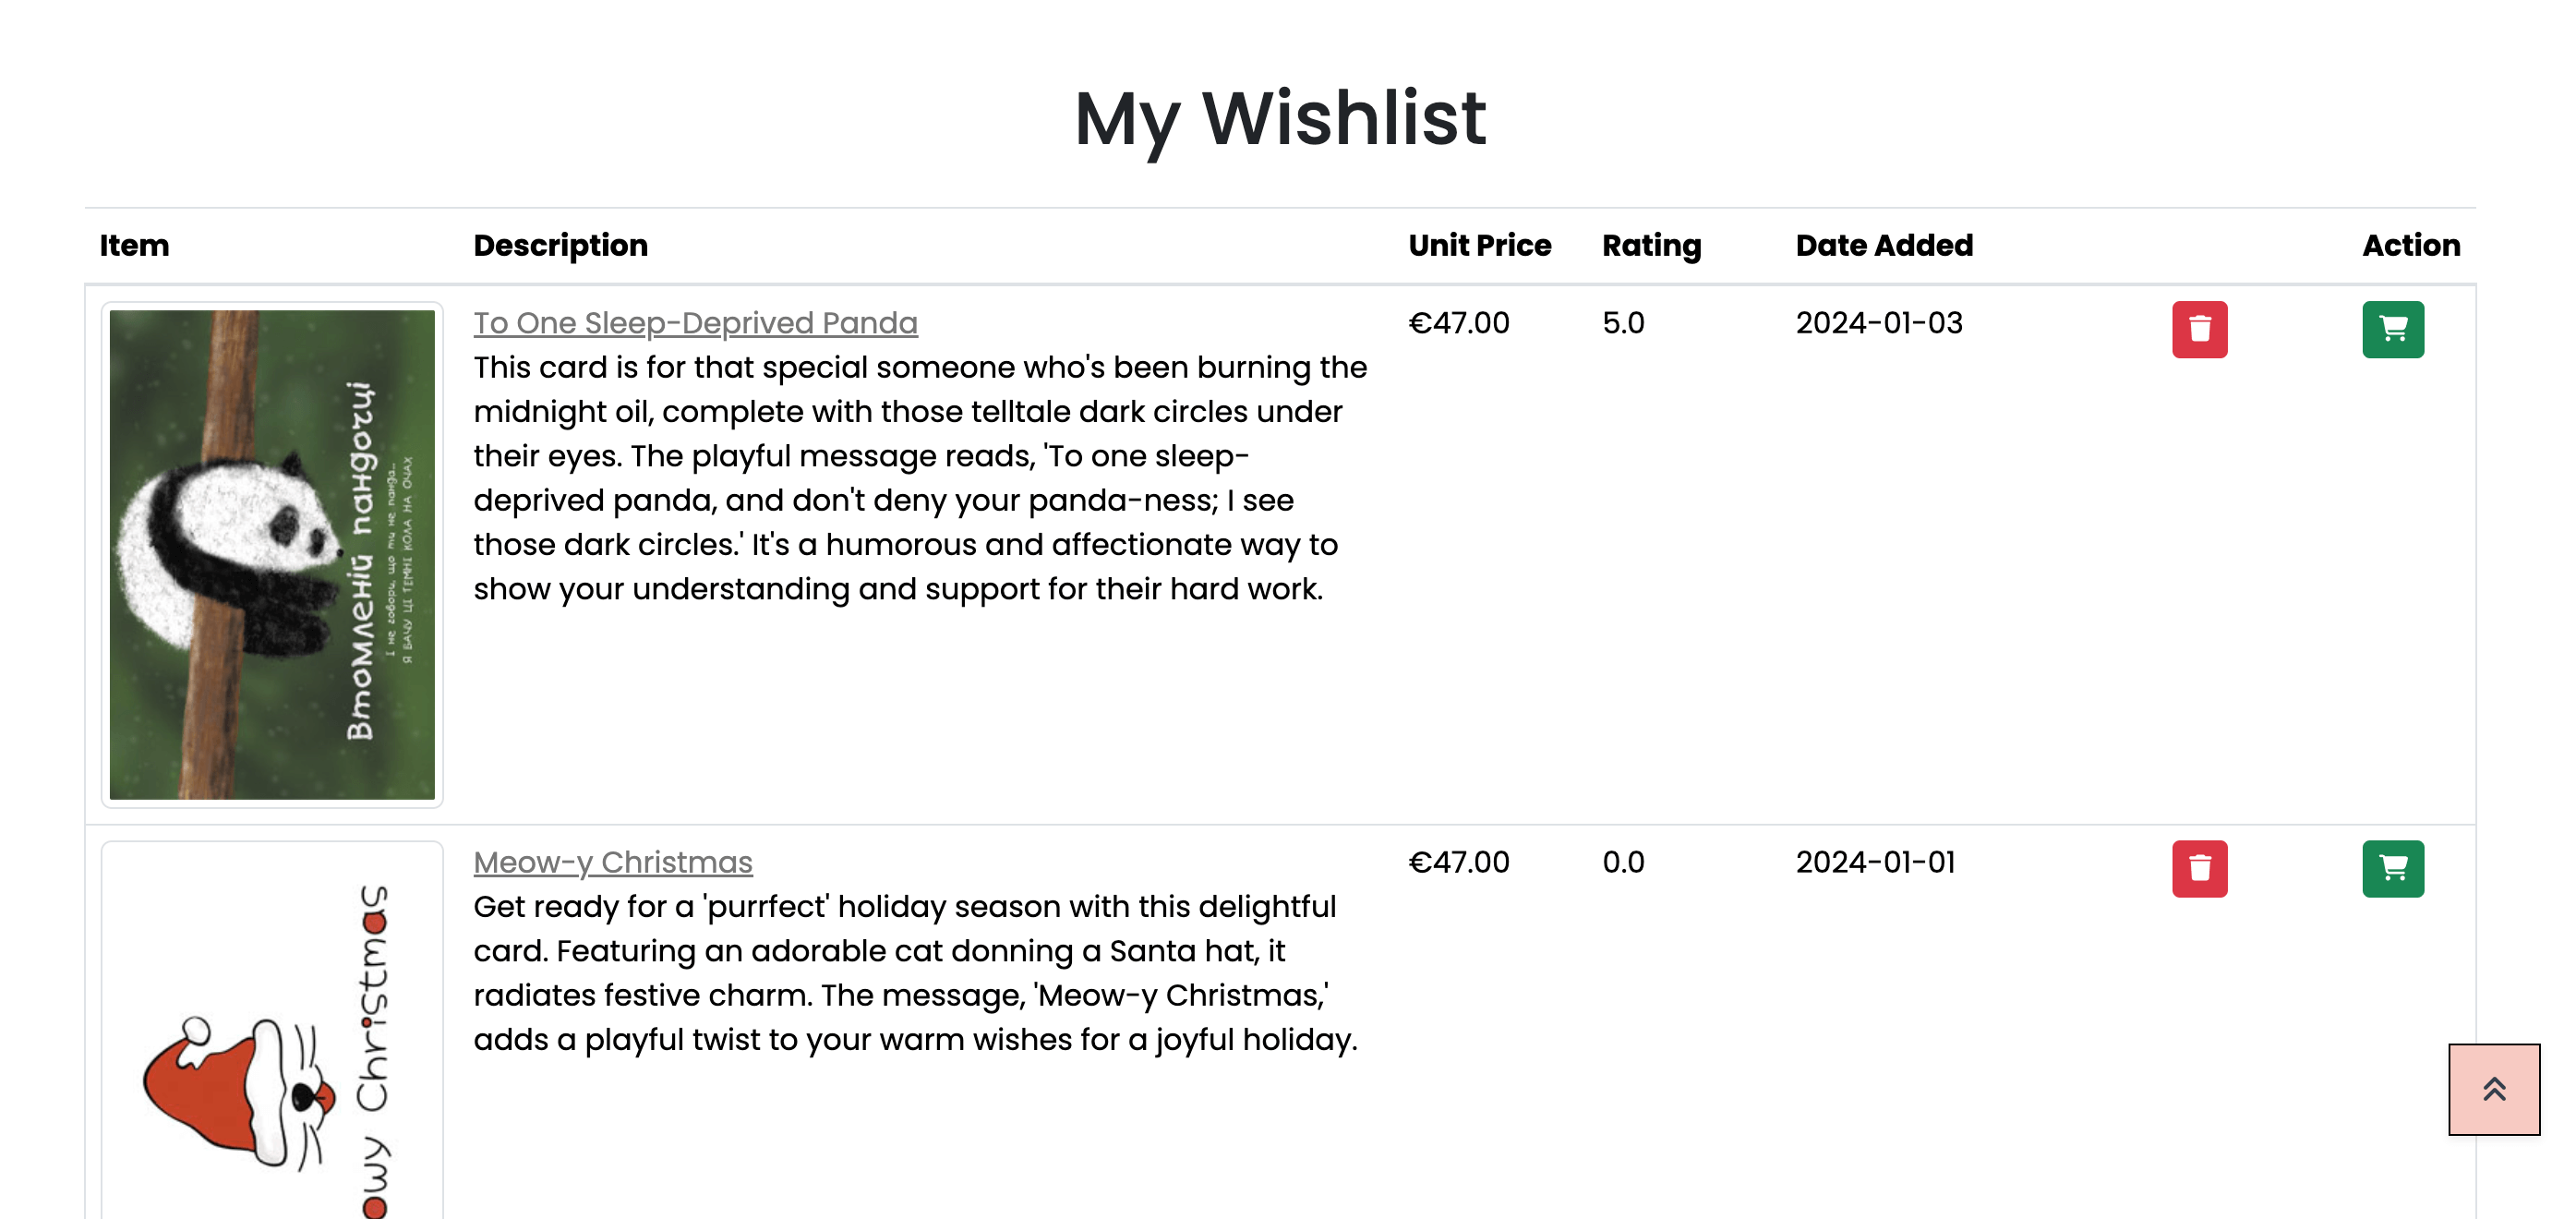 My Wishlist
Item Description Unit Price Rating Date Added Action
To One Sleep-Deprived Panda €47.00 5.0 2024-01-03
This card is for that special someone who's been burning the
midnight oil, complete with those telltale dark circles under
their eyes. The playful message reads, 'To one sleep-
deprived panda, and don't deny your panda-ness; I see
those dark circles.' It's a humorous and affectionate way to
show your understanding and support for their hard work.
Втомленій пандочці
І не говори, що ти не панда...
Я БАЧУ ЦІ ТЕМНІ КОЛА НА ОЧАХ
Meow-y Christmas €47.00 0.0 2024-01-01
Get ready for a 'purrfect' holiday season with this delightful
card. Featuring an adorable cat donning a Santa hat, it
radiates festive charm. The message, 'Meow-y Christmas,'
adds a playful twist to your warm wishes for a joyful holiday.
owy Christmas